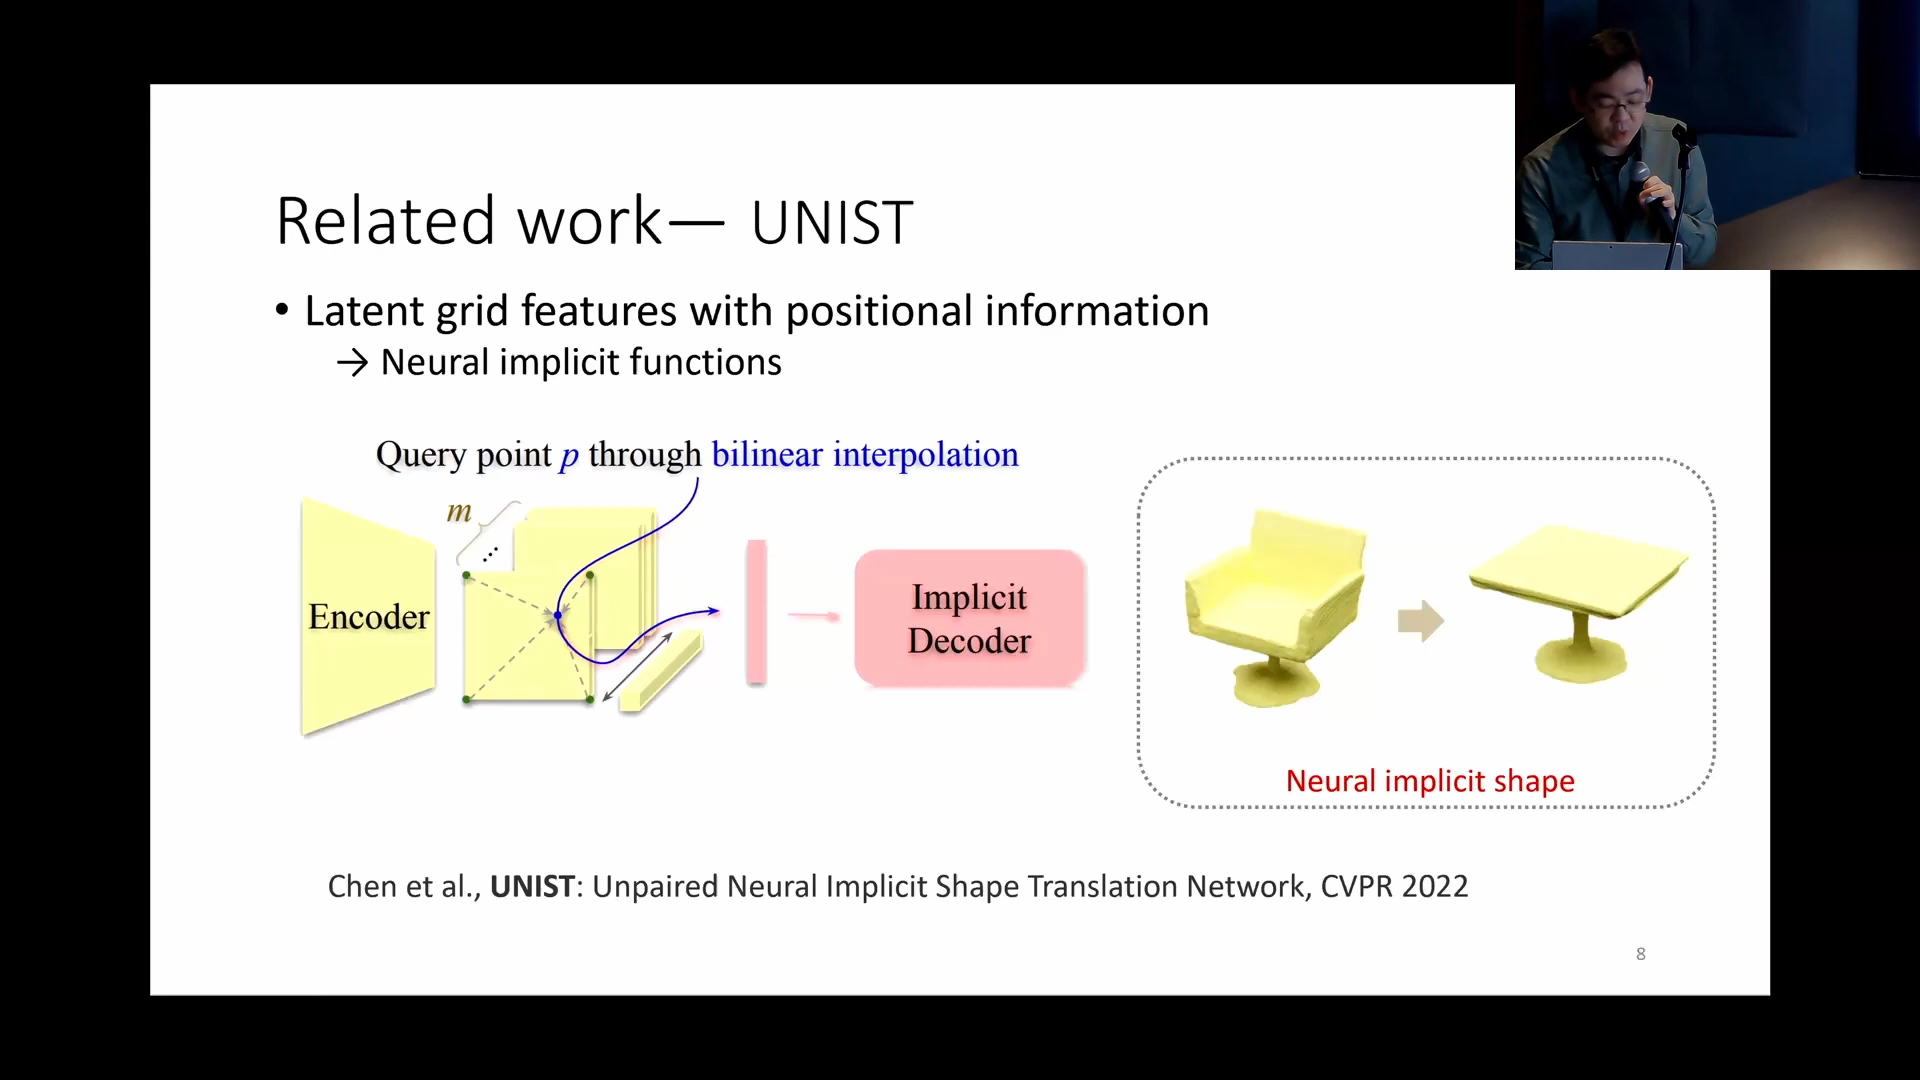 Related work— UNIST
• Latent grid features with positional information
→ Neural implicit functions
Query point p through bilinear interpolation
m
...
Encoder
Implicit
Decoder
Neural implicit shape
Chen et al., UNIST: Unpaired Neural Implicit Shape Translation Network, CVPR 2022
8